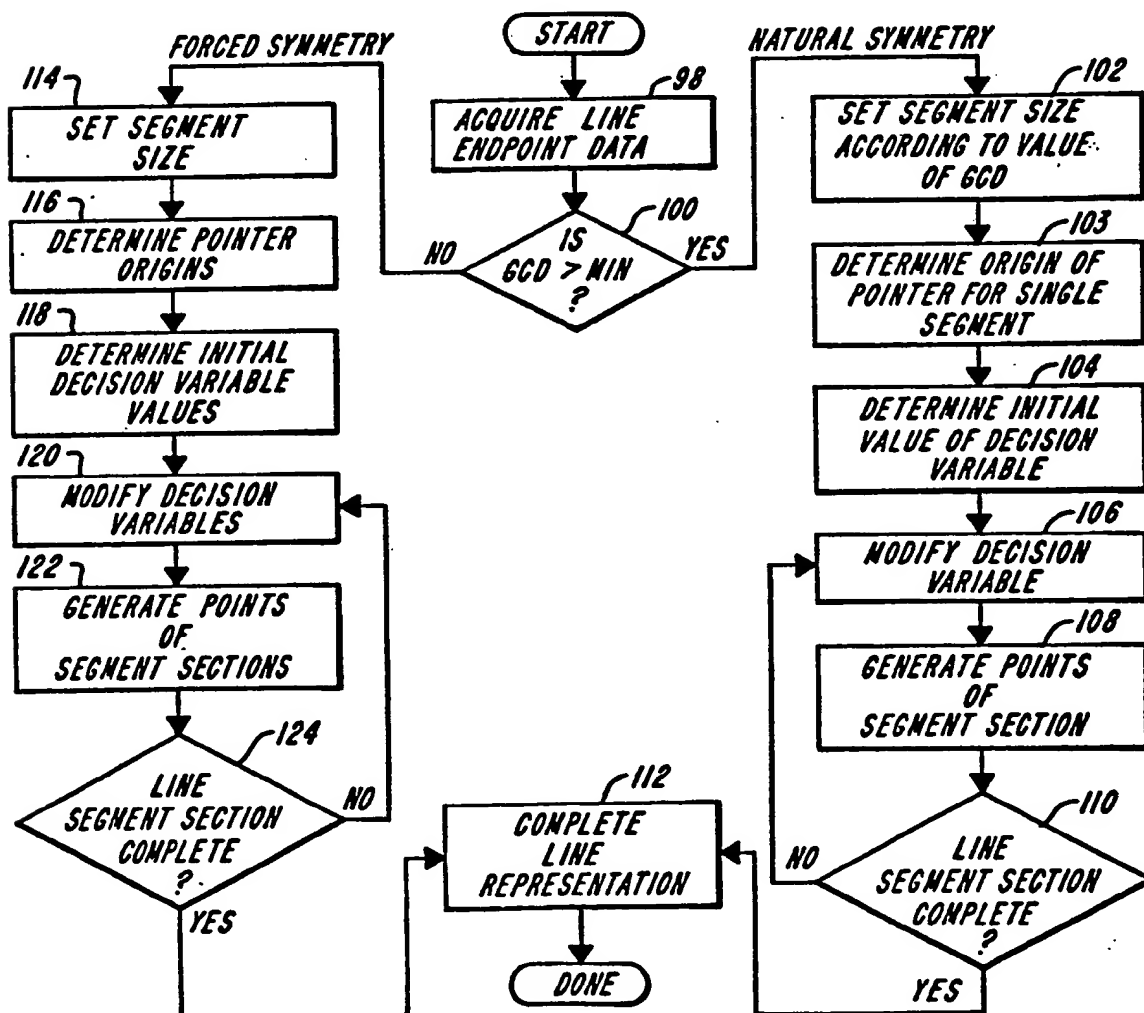 START
98
ACQUIRE LINE
ENDPOINT DATA
100
IS
GCD > MIN
?
NO
YES
FORCED SYMMETRY
114
SET SEGMENT
SIZE
116
DETERMINE POINTER
ORIGINS
118
DETERMINE INITIAL
DECISION VARIABLE
VALUES
120
MODIFY DECISION
VARIABLES
122
GENERATE POINTS
OF
SEGMENT SECTIONS
124
LINE
SEGMENT SECTION
COMPLETE
?
NO
YES
NATURAL SYMMETRY
102
SET SEGMENT SIZE
ACCORDING TO VALUE
OF GCD
103
DETERMINE ORIGIN OF
POINTER FOR SINGLE
SEGMENT
104
DETERMINE INITIAL
VALUE OF DECISION
VARIABLE
106
MODIFY DECISION
VARIABLE
108
GENERATE POINTS
OF
SEGMENT SECTION
110
LINE
SEGMENT SECTION
COMPLETE
?
NO
YES
112
COMPLETE
LINE
REPRESENTATION
DONE